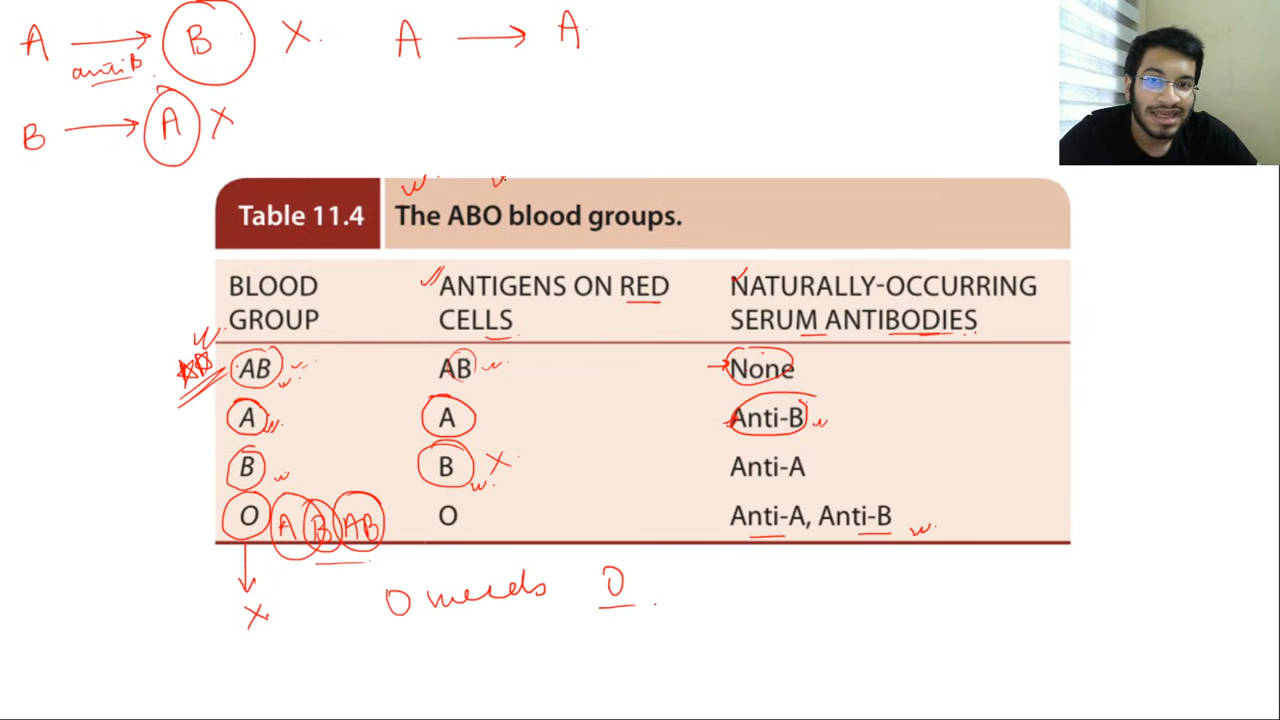 A → B X A → A
anti B
B → A X
Table 11.4 The ABO blood groups.
BLOOD GROUP
ANTIGENS ON RED CELLS
NATURALLY-OCCURRING SERUM ANTIBODIES
AB AB None
A A Anti-B
B B X Anti-A
O A B AB O Anti-A, Anti-B
X
O needs O